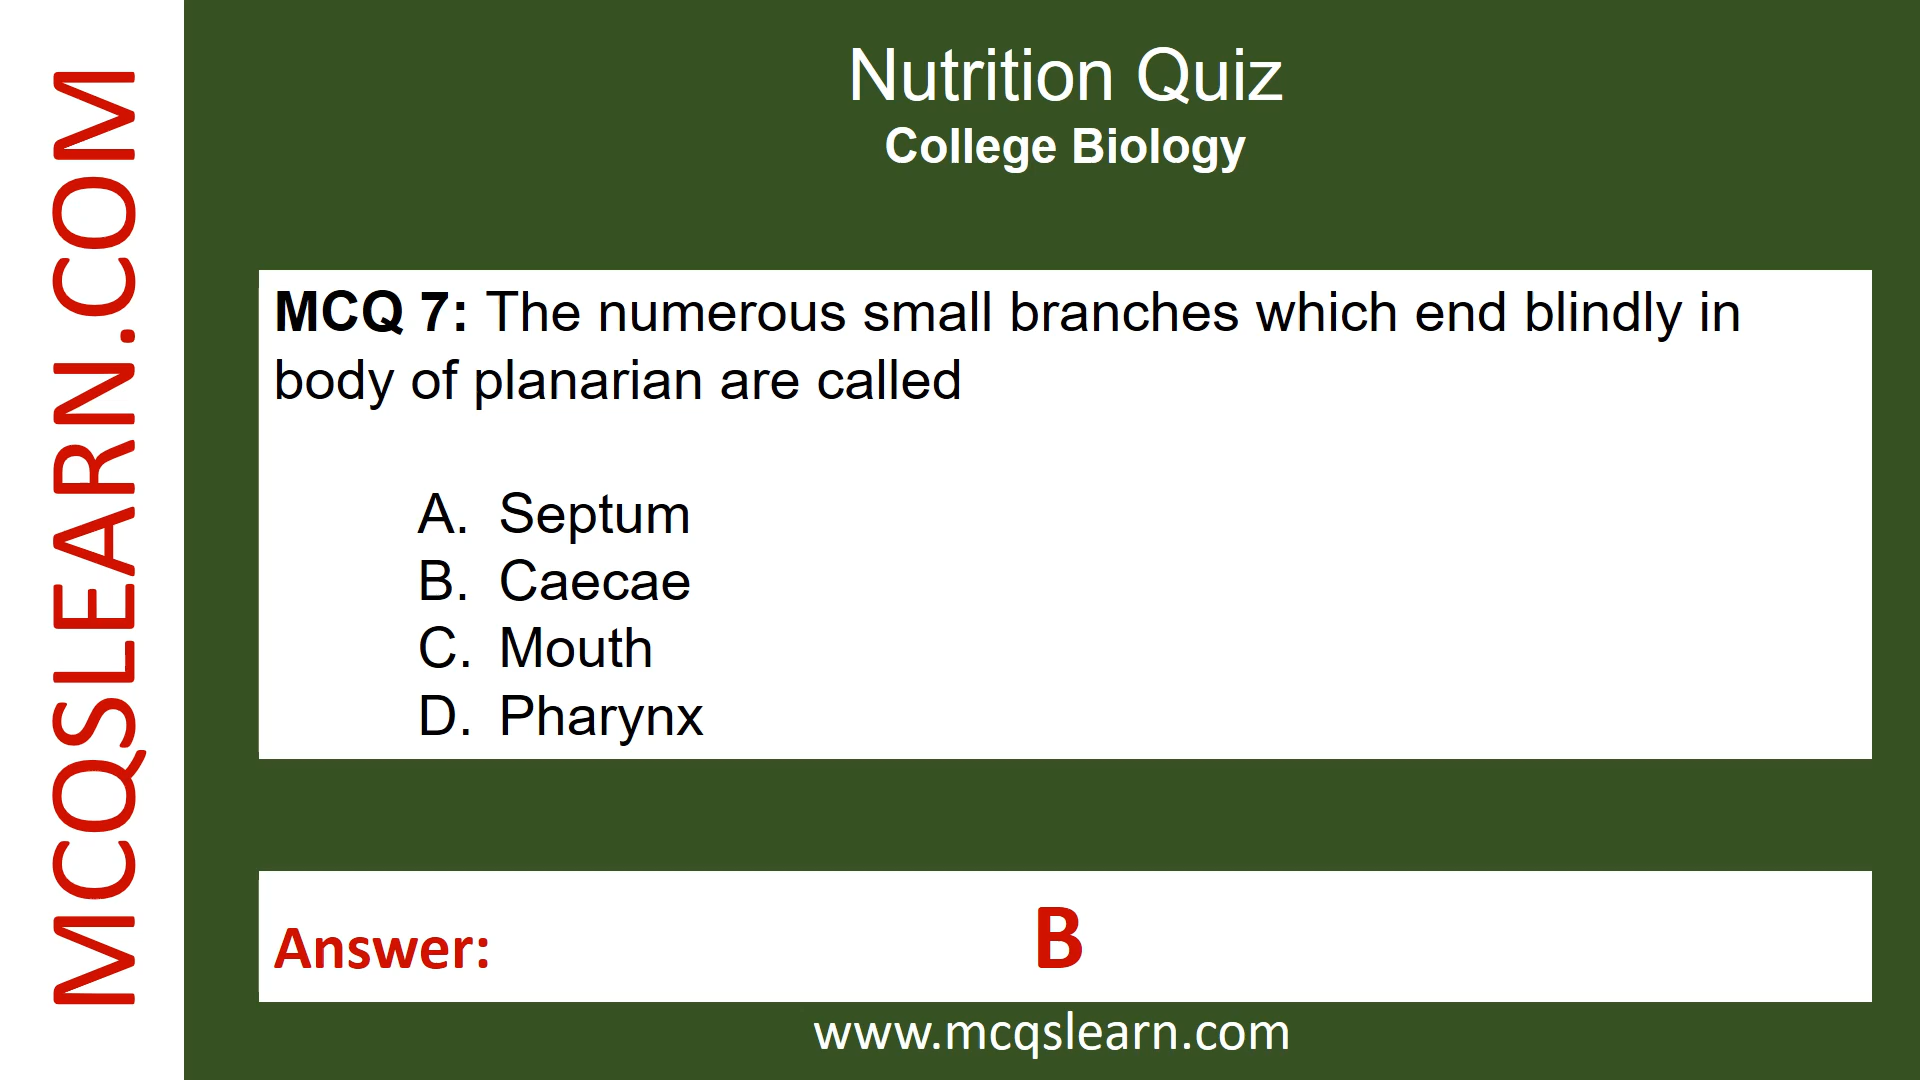 MCQSLEARN.COM
Nutrition Quiz
College Biology
MCQ 7: The numerous small branches which end blindly in
body of planarian are called
A. Septum
B. Caecae
C. Mouth
D. Pharynx
Answer: B
www.mcqslearn.com